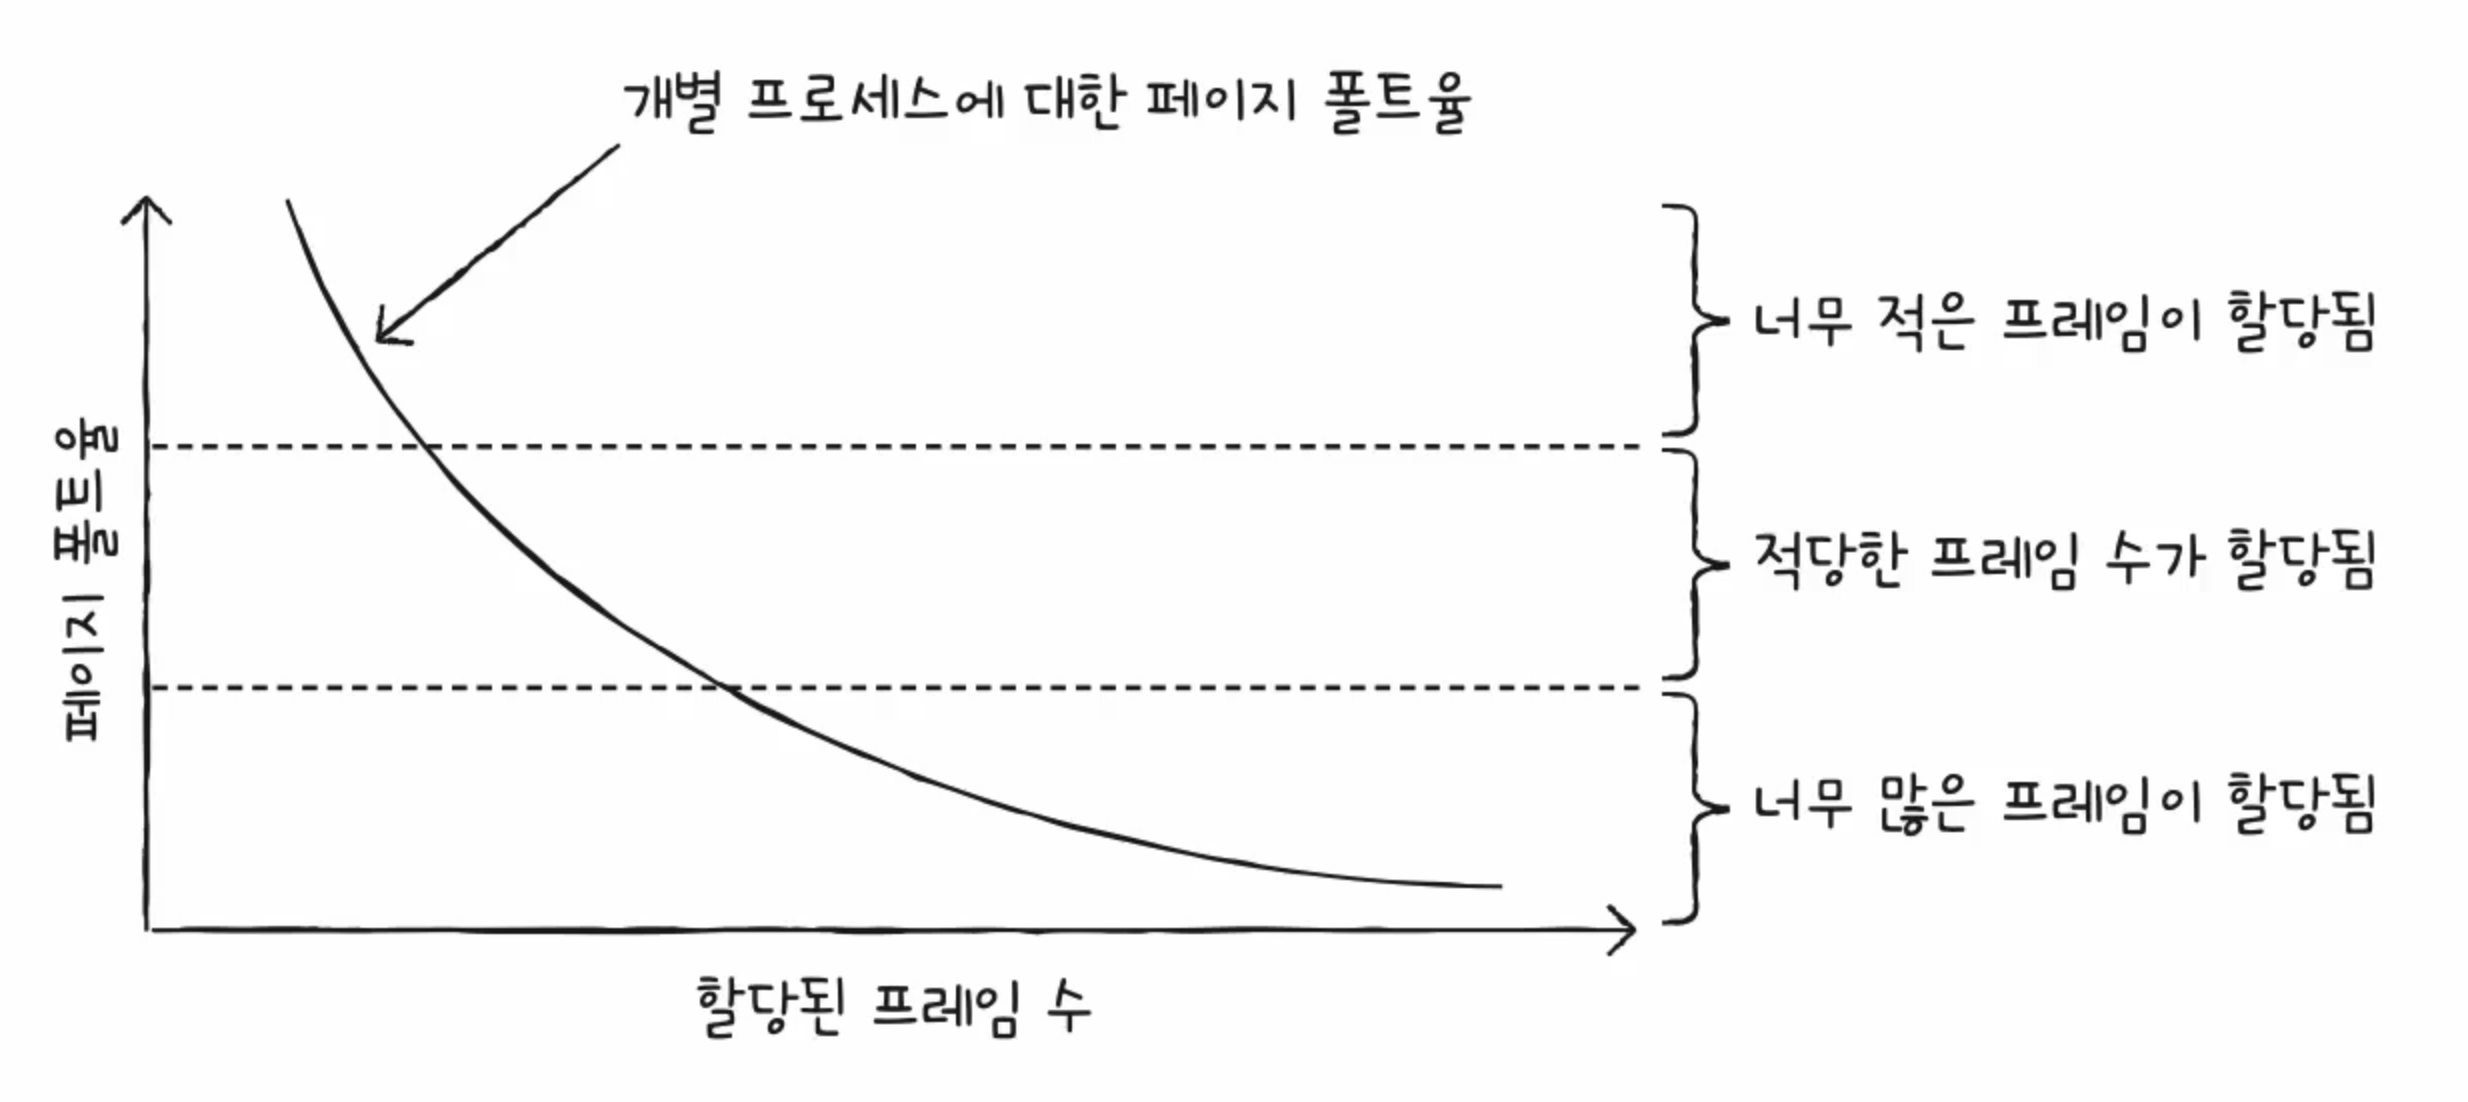 개별 프로세스에 대한 페이지 폴트율
페이지 폴트율
너무 적은 프레임이 할당됨
적당한 프레임 수가 할당됨
너무 많은 프레임이 할당됨
할당된 프레임 수